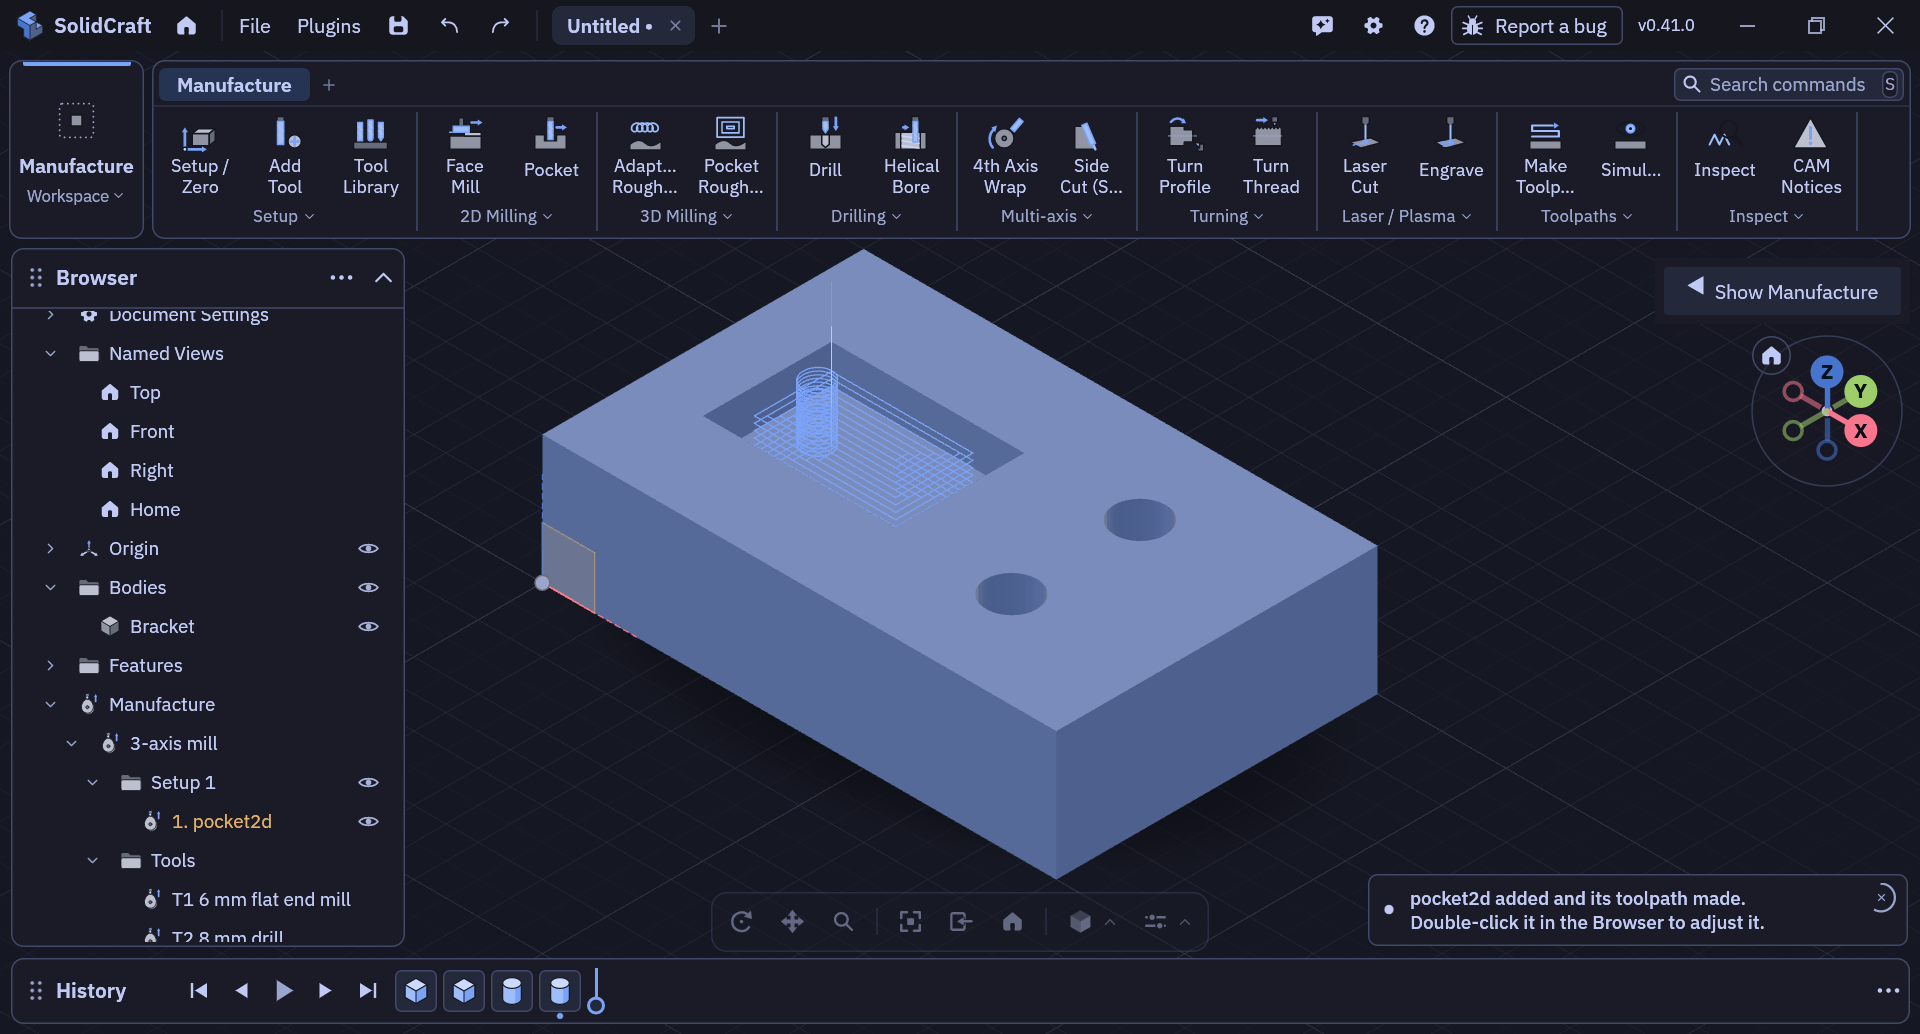 SolidCraft File Plugins Untitled • Report a bug v0.41.0
Manufacture
Search commands S
Manufacture
Workspace
Setup / Zero
Add Tool
Tool Library
Setup
Face Mill
Pocket
2D Milling
Adapt... Rough...
Pocket Rough...
3D Milling
Drill
Helical Bore
Drilling
4th Axis Wrap
Side Cut (S...
Multi-axis
Turn Profile
Turn Thread
Turning
Laser Cut
Engrave
Laser / Plasma
Make Toolp...
Simul...
Toolpaths
Inspect
CAM Notices
Inspect
Browser
Document Settings
Named Views
Top
Front
Right
Home
Origin
Bodies
Bracket
Features
Manufacture
3-axis mill
Setup 1
1. pocket2d
Tools
T1 6 mm flat end mill
T2 8 mm drill
Show Manufacture
Z
Y
X
pocket2d added and its toolpath made.
Double-click it in the Browser to adjust it.
History